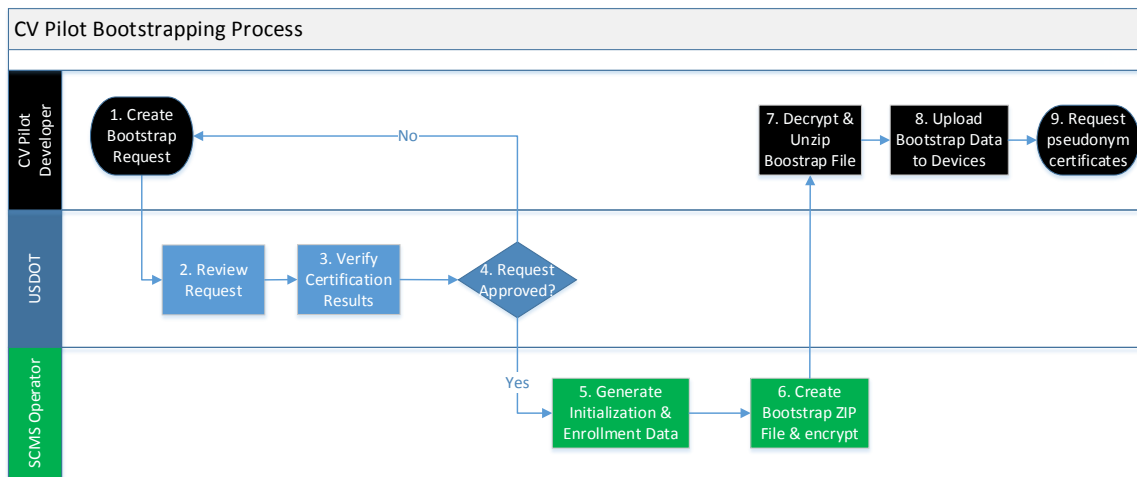 CV Pilot Bootstrapping Process
CV Pilot
Developer
1. Create
Bootstrap
Request
No
7. Decrypt &
Unzip
Boostrap File
8. Upload
Bootstrap Data
to Devices
9. Request
pseudonym
certificates
USDOT
2. Review
Request
3. Verify
Certification
Results
4. Request
Approved?
SCMS Operator
Yes
5. Generate
Initialization &
Enrollment Data
6. Create
Bootstrap ZIP
File & encrypt